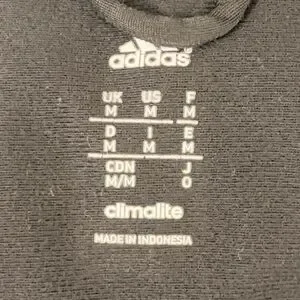 adidas
UK US F
M M M
D I E
M M M
CDN J
M/M O
climalite
MADE IN INDONESIA